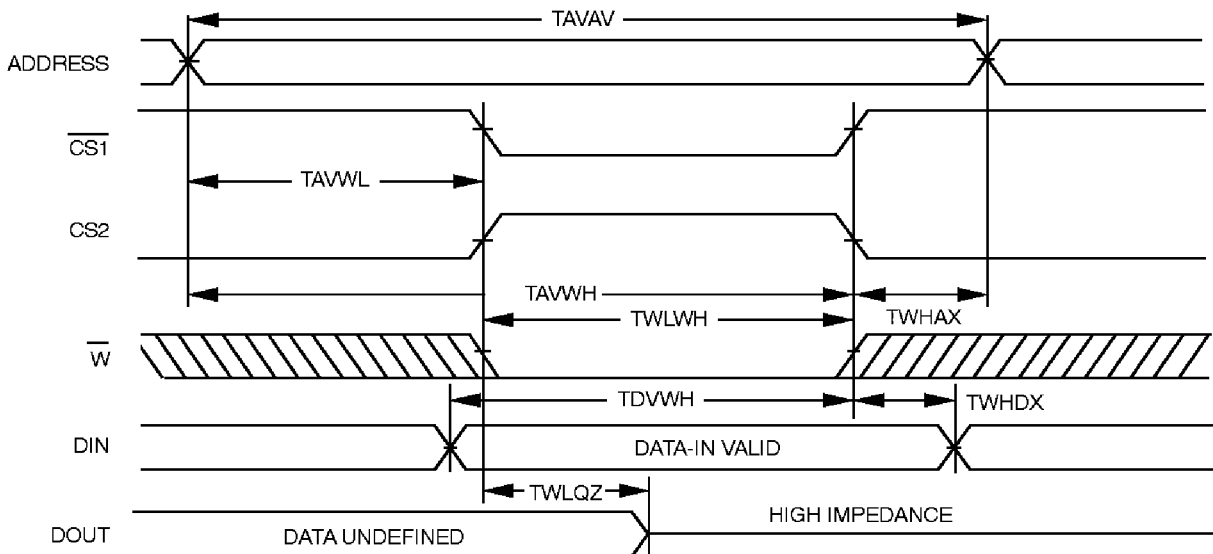 TAVAV
ADDRESS
CS1
TAVWL
CS2
TAVWH
TWLWH
TWHAX
W
TDVWH
TWHDX
DIN
DATA-IN VALID
TWLQZ
DOUT
DATA UNDEFINED
HIGH IMPEDANCE